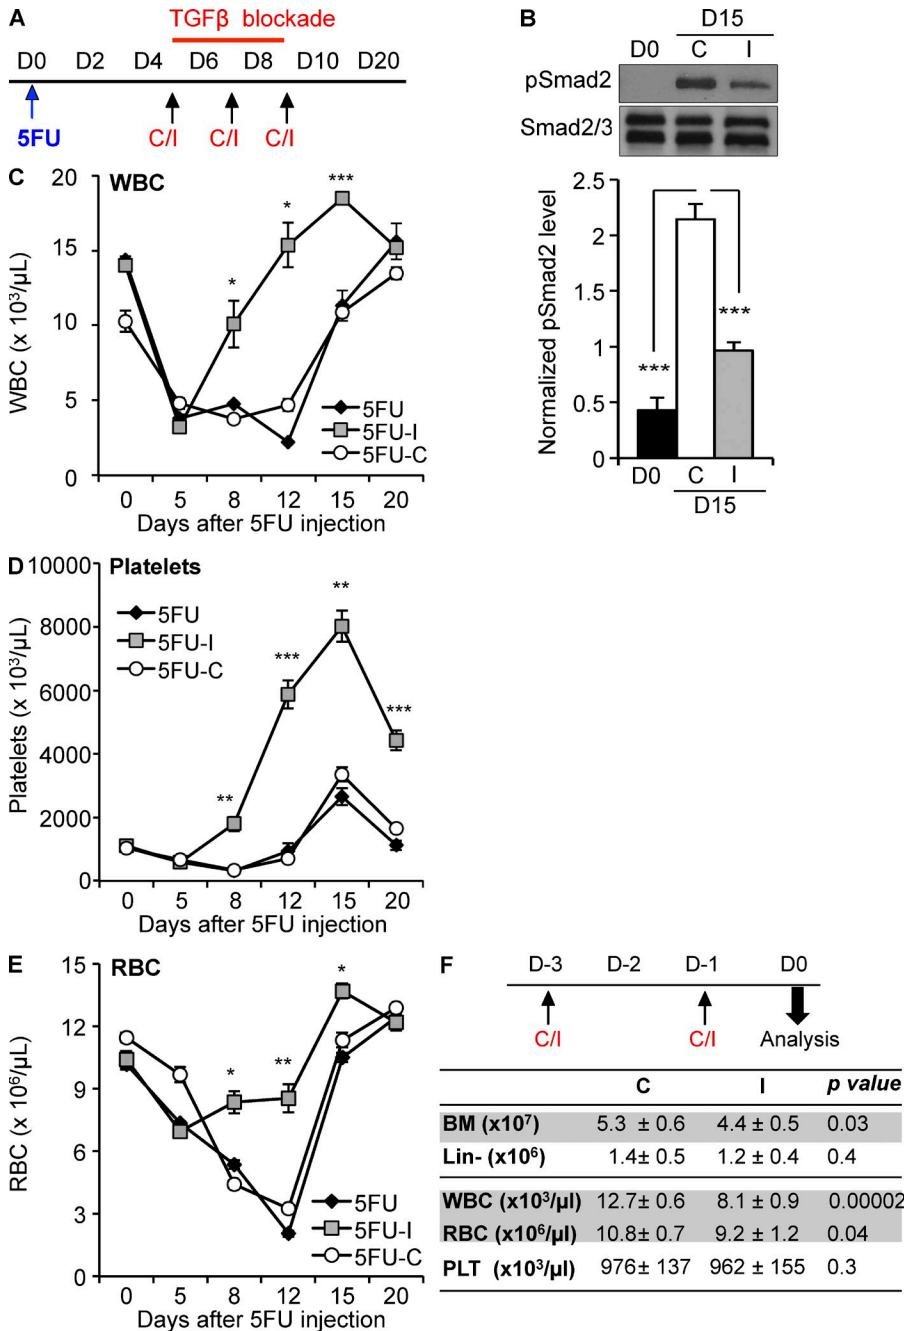 A
TGFβ blockade
D0 D2 D4 D6 D8 D10 D20
5FU C/I C/I C/I
B
D15
D0 C I
pSmad2
Smad2/3
Normalized pSmad2 level
2.5
2
1
0.5
0
***
***
D0 C I
D15
C
WBC
WBC (x 10³/µL)
20
15
10
5
0
* * ***
5FU
5FU-I
5FU-C
0 5 8 12 15 20
Days after 5FU injection
D
Platelets
Platelets (x 10³/µL)
10000
8000
6000
4000
2000
0
5FU
5FU-I
5FU-C
** *** ** ***
0 5 8 12 15 20
Days after 5FU injection
E
RBC
RBC (x 10⁶/µL)
15
12
9
6
3
0
* ** *
5FU
5FU-I
5FU-C
0 5 8 12 15 20
Days after 5FU injection
F
D-3 D-2 D-1 D0
C/I C/I Analysis
C I p value
BM (x10⁷) 5.3 ± 0.6 4.4 ± 0.5 0.03
Lin- (x10⁶) 1.4± 0.5 1.2 ± 0.4 0.4
WBC (x10³/µl) 12.7± 0.6 8.1 ± 0.9 0.00002
RBC (x10⁶/µl) 10.8± 0.7 9.2 ± 1.2 0.04
PLT (x10³/µl) 976± 137 962 ± 155 0.3